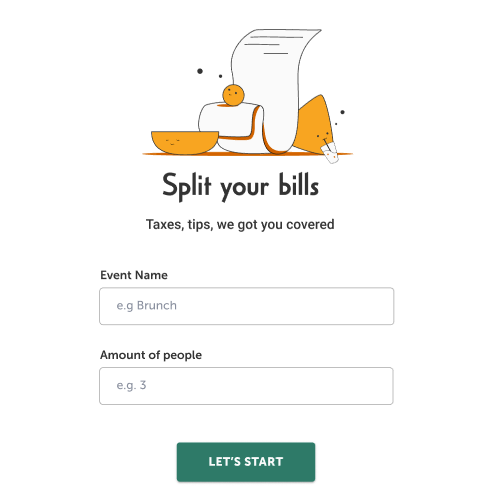 Split your bills
Taxes, tips, we got you covered
Event Name
e.g Brunch
Amount of people
e.g. 3
LET’S START